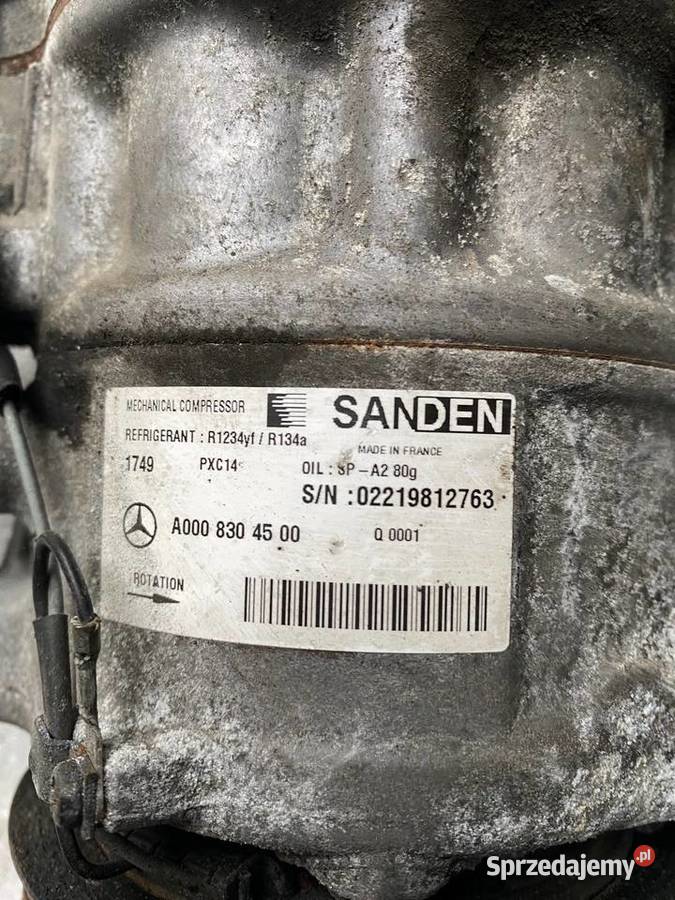 MECHANICAL COMPRESSOR
SANDEN
REFRIGERANT : R1234yf / R134a
MADE IN FRANCE
1749 PXC14
OIL : SP-A2 80g
S/N :02219812763
A000 830 45 00 Q 0001
ROTATION
Sprzedajemy.pl